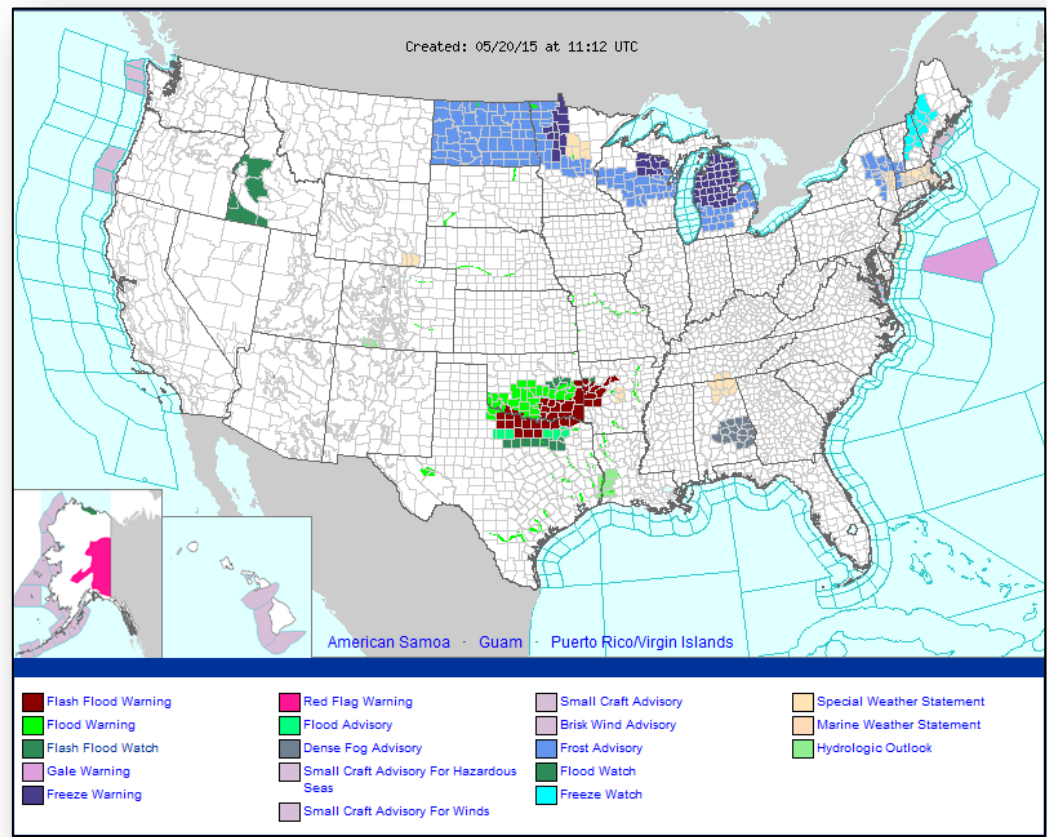 Created: 05/20/15 at 11:12 UTC
American Samoa · Guam · Puerto Rico/Virgin Islands
Flash Flood Warning
Flood Warning
Flash Flood Watch
Gale Warning
Freeze Warning
Red Flag Warning
Flood Advisory
Dense Fog Advisory
Small Craft Advisory For Hazardous
Seas
Small Craft Advisory For Winds
Small Craft Advisory
Brisk Wind Advisory
Frost Advisory
Flood Watch
Freeze Watch
Special Weather Statement
Marine Weather Statement
Hydrologic Outlook